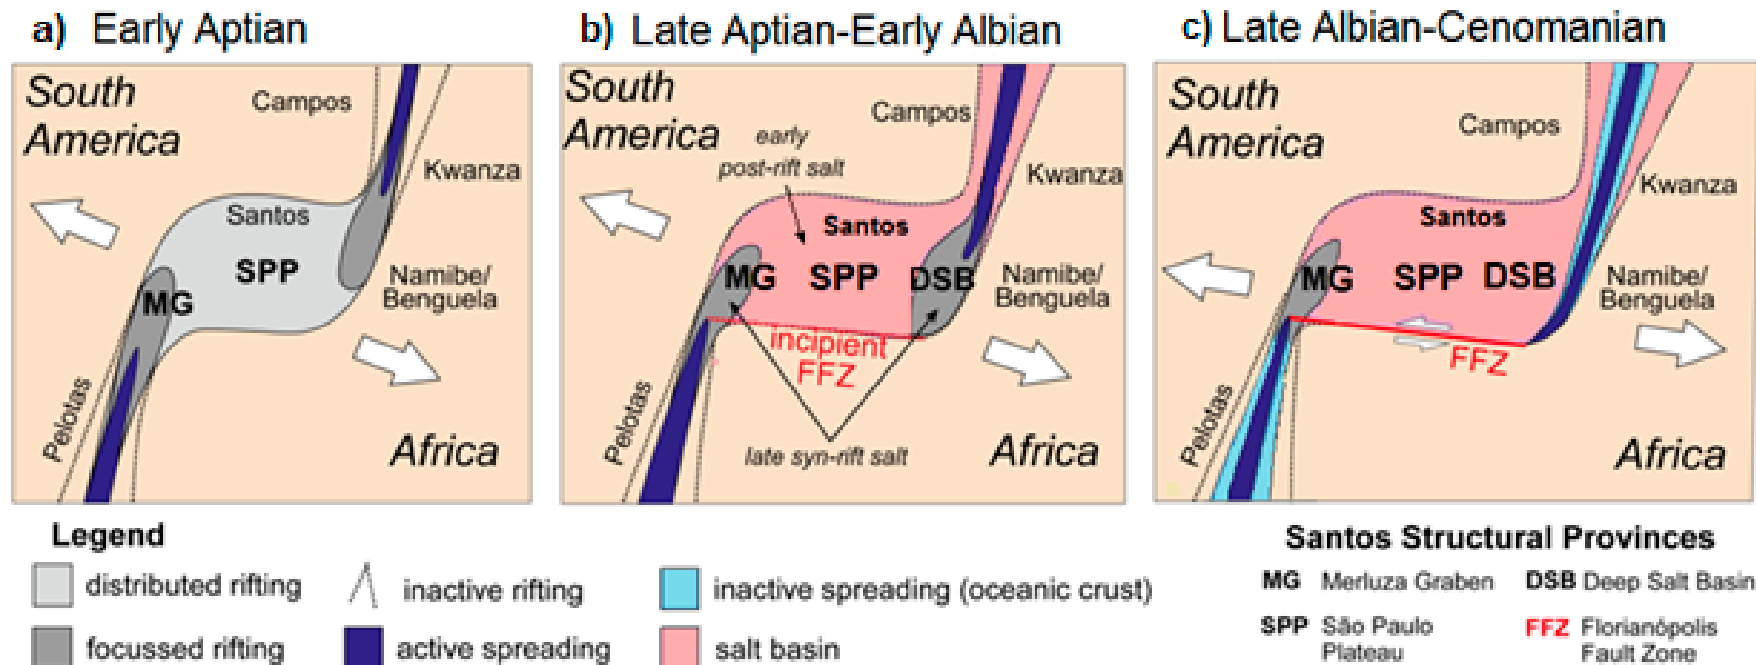 a) Early Aptian
South
America
Campos
Kwanza
Santos
SPP
MG
Namibe/
Benguela
Pelotas
Africa
b) Late Aptian-Early Albian
South
America
early
post-rift salt
Campos
Kwanza
Santos
MG
SPP
DSB
Namibe/
Benguela
incipient
FFZ
Pelotas
late syn-rift salt
Africa
c) Late Albian-Cenomanian
South
America
Campos
Kwanza
Santos
MG
SPP
DSB
Namibe/
Benguela
FFZ
Pelotas
Africa
Legend
distributed rifting
inactive rifting
inactive spreading (oceanic crust)
focussed rifting
active spreading
salt basin
Santos Structural Provinces
MG Merluza Graben
DSB Deep Salt Basin
SPP São Paulo
Plateau
FFZ Florianópolis
Fault Zone